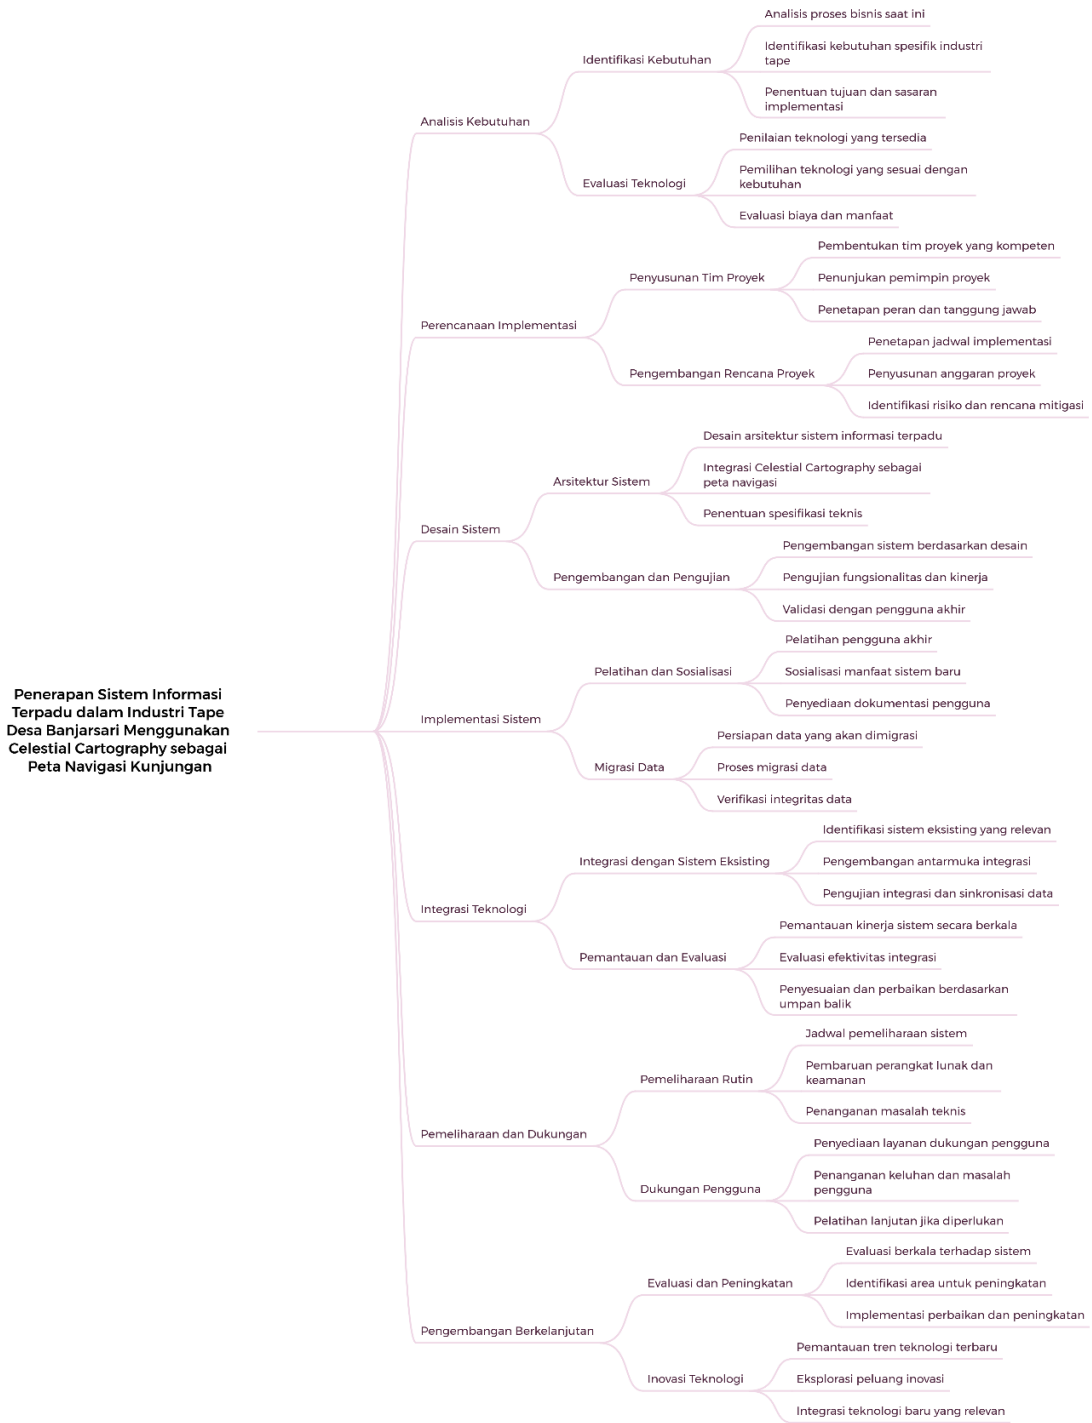 Penerapan Sistem Informasi
Terpadu dalam Industri Tape
Desa Banjarsari Menggunakan
Celestial Cartography sebagai
Peta Navigasi Kunjungan
Analisis Kebutuhan
Identifikasi Kebutuhan
Analisis proses bisnis saat ini
Identifikasi kebutuhan spesifik industri
tape
Penentuan tujuan dan sasaran
implementasi
Evaluasi Teknologi
Penilaian teknologi yang tersedia
Pemilihan teknologi yang sesuai dengan
kebutuhan
Evaluasi biaya dan manfaat
Perencanaan Implementasi
Penyusunan Tim Proyek
Pembentukan tim proyek yang kompeten
Penunjukan pemimpin proyek
Penetapan peran dan tanggung jawab
Pengembangan Rencana Proyek
Penetapan jadwal implementasi
Penyusunan anggaran proyek
Identifikasi risiko dan rencana mitigasi
Desain Sistem
Arsitektur Sistem
Desain arsitektur sistem informasi terpadu
Integrasi Celestial Cartography sebagai
peta navigasi
Penentuan spesifikasi teknis
Pengembangan dan Pengujian
Pengembangan sistem berdasarkan desain
Pengujian fungsionalitas dan kinerja
Validasi dengan pengguna akhir
Implementasi Sistem
Pelatihan dan Sosialisasi
Pelatihan pengguna akhir
Sosialisasi manfaat sistem baru
Penyediaan dokumentasi pengguna
Migrasi Data
Persiapan data yang akan dimigrasi
Proses migrasi data
Verifikasi integritas data
Integrasi Teknologi
Integrasi dengan Sistem Eksisting
Identifikasi sistem eksisting yang relevan
Pengembangan antarmuka integrasi
Pengujian integrasi dan sinkronisasi data
Pemantauan dan Evaluasi
Pemantauan kinerja sistem secara berkala
Evaluasi efektivitas integrasi
Penyesuaian dan perbaikan berdasarkan
umpan balik
Pemeliharaan dan Dukungan
Pemeliharaan Rutin
Jadwal pemeliharaan sistem
Pembaruan perangkat lunak dan
keamanan
Penanganan masalah teknis
Dukungan Pengguna
Penyediaan layanan dukungan pengguna
Penanganan keluhan dan masalah
pengguna
Pelatihan lanjutan jika diperlukan
Pengembangan Berkelanjutan
Evaluasi dan Peningkatan
Evaluasi berkala terhadap sistem
Identifikasi area untuk peningkatan
Implementasi perbaikan dan peningkatan
Inovasi Teknologi
Pemantauan tren teknologi terbaru
Eksplorasi peluang inovasi
Integrasi teknologi baru yang relevan